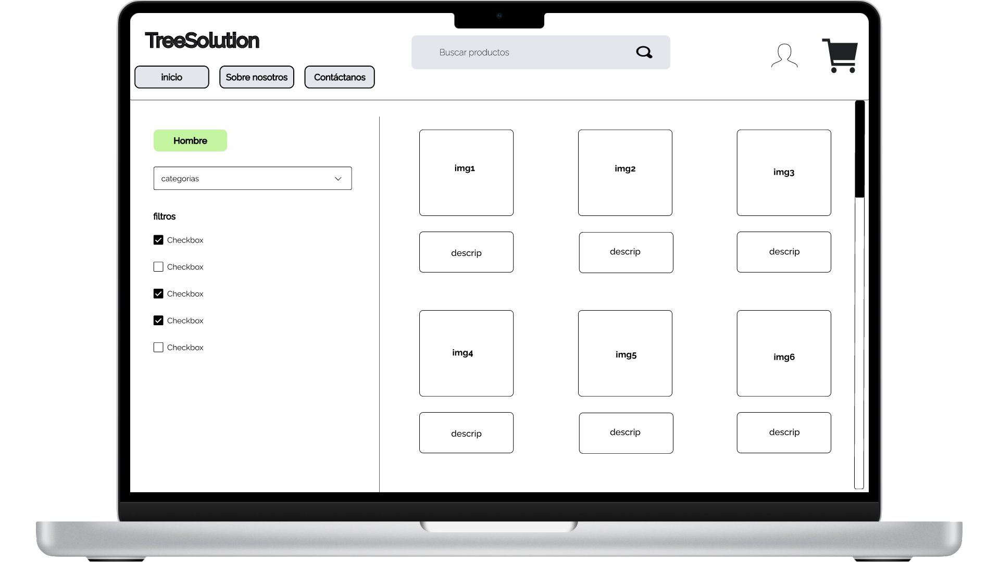 TreeSolution
Buscar productos
inicio
Sobre nosotros
Contáctanos
Hombre
categorías
filtros
Checkbox
Checkbox
Checkbox
Checkbox
Checkbox
img1
img2
img3
descrip
descrip
descrip
img4
img5
img6
descrip
descrip
descrip